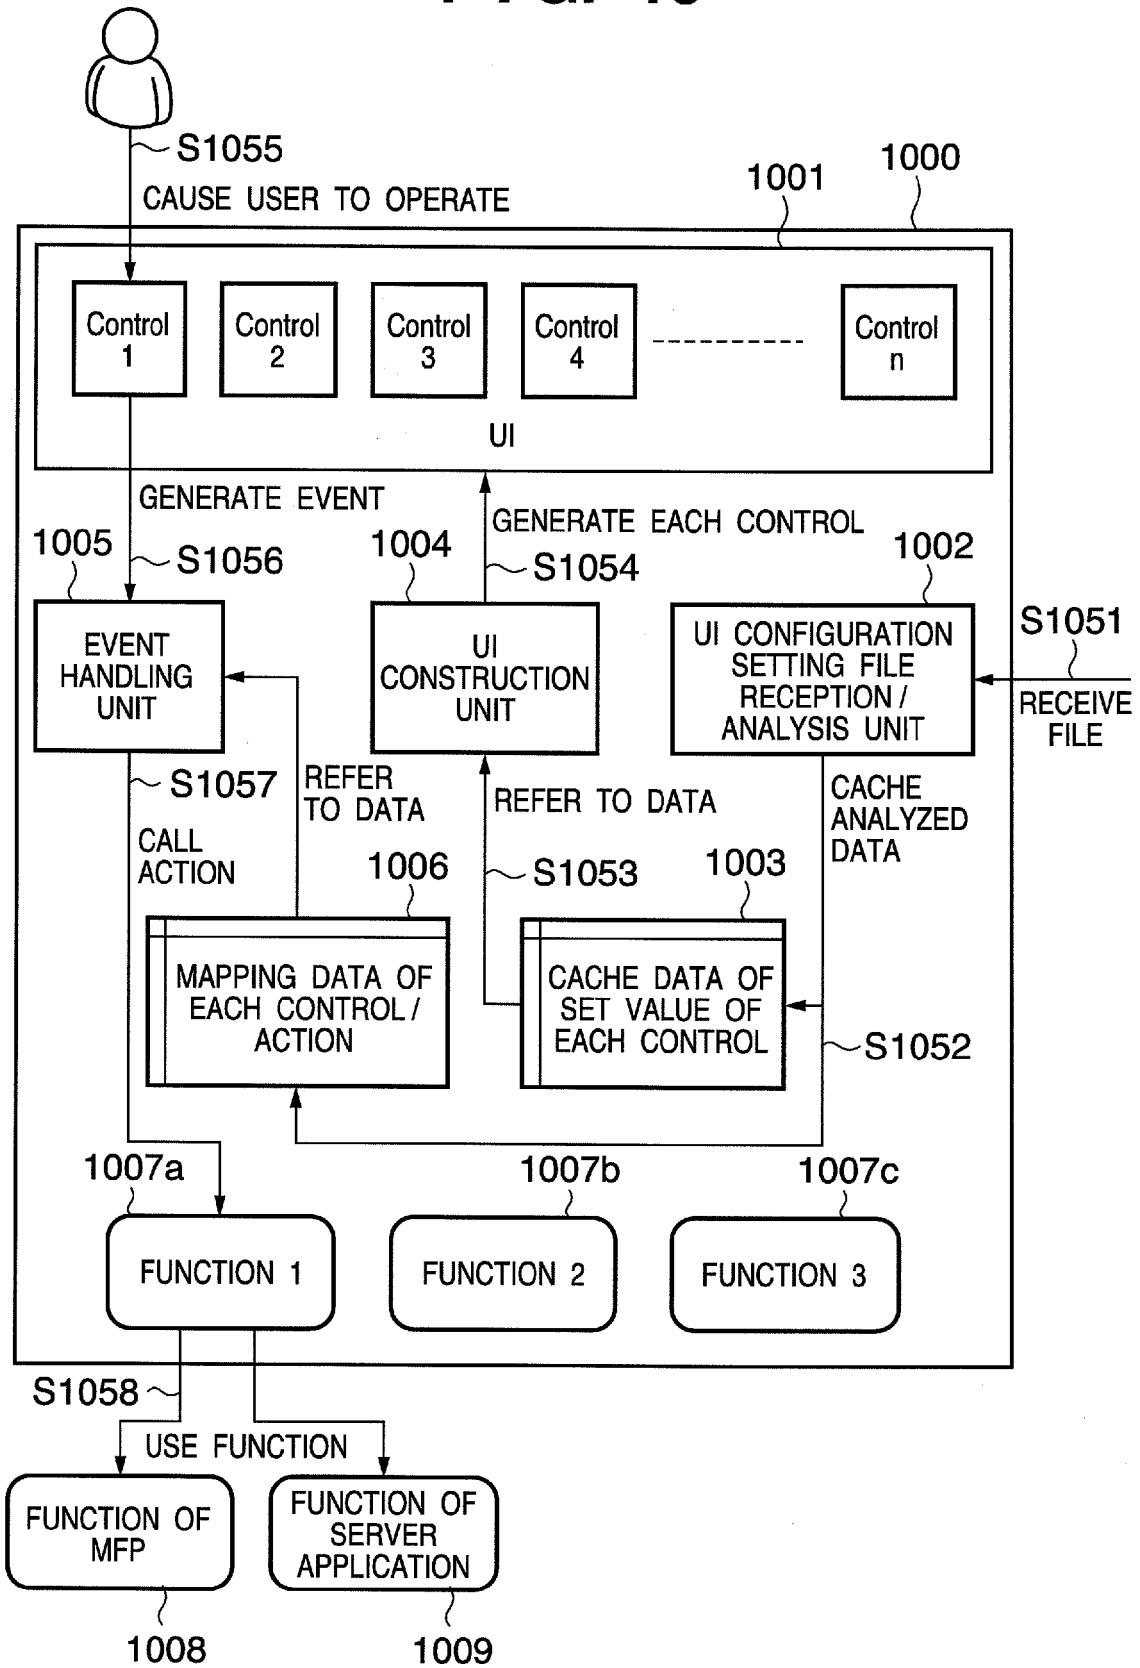 S1055
CAUSE USER TO OPERATE
1000
1001
Control
1
Control
2
Control
3
Control
4
Control
n
UI
GENERATE EVENT
S1056
GENERATE EACH CONTROL
S1054
1005
1004
1002
EVENT
HANDLING
UNIT
UI
CONSTRUCTION
UNIT
UI CONFIGURATION
SETTING FILE
RECEPTION /
ANALYSIS UNIT
S1051
RECEIVE
FILE
S1057
CALL
ACTION
REFER
TO DATA
REFER TO DATA
S1053
CACHE
ANALYZED
DATA
1006
1003
MAPPING DATA OF
EACH CONTROL /
ACTION
CACHE DATA OF
SET VALUE OF
EACH CONTROL
S1052
1007a
1007b
1007c
FUNCTION 1
FUNCTION 2
FUNCTION 3
S1058
USE FUNCTION
FUNCTION OF
MFP
FUNCTION OF
SERVER
APPLICATION
1008
1009